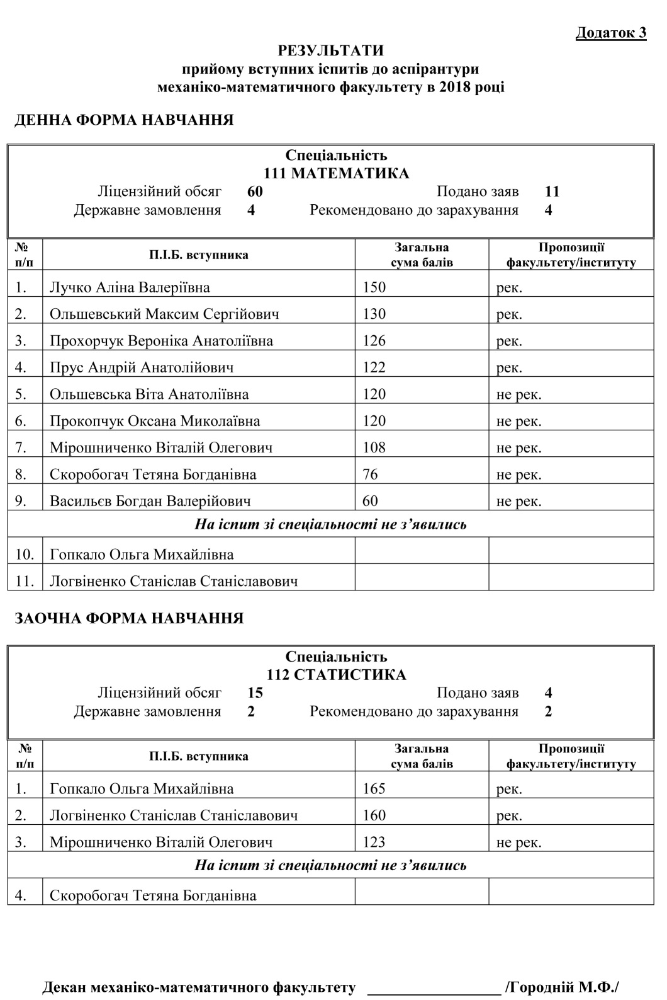 Додаток 3
РЕЗУЛЬТАТИ
прийому вступних іспитів до аспірантури
механіко-математичного факультету в 2018 році
ДЕННА ФОРМА НАВЧАННЯ
Спеціальність
111 МАТЕМАТИКА
Ліцензійний обсяг 60 Подано заяв 11
Державне замовлення 4 Рекомендовано до зарахування 4
№ п/п П.І.Б. вступника Загальна сума балів Пропозиції факультету/інституту
1. Лучко Аліна Валеріївна 150 рек.
2. Ольшевський Максим Сергійович 130 рек.
3. Прохорчук Вероніка Анатоліївна 126 рек.
4. Прус Андрій Анатолійович 122 рек.
5. Ольшевська Віта Анатоліївна 120 не рек.
6. Прокопчук Оксана Миколаївна 120 не рек.
7. Мірошниченко Віталій Олегович 108 не рек.
8. Скоробогач Тетяна Богданівна 76 не рек.
9. Васильєв Богдан Валерійович 60 не рек.
На іспит зі спеціальності не з’явились
10. Гопкало Ольга Михайлівна
11. Логвіненко Станіслав Станіславович
ЗАОЧНА ФОРМА НАВЧАННЯ
Спеціальність
112 СТАТИСТИКА
Ліцензійний обсяг 15 Подано заяв 4
Державне замовлення 2 Рекомендовано до зарахування 2
№ п/п П.І.Б. вступника Загальна сума балів Пропозиції факультету/інституту
1. Гопкало Ольга Михайлівна 165 рек.
2. Логвіненко Станіслав Станіславович 160 рек.
3. Мірошниченко Віталій Олегович 123 не рек.
На іспит зі спеціальності не з’явились
4. Скоробогач Тетяна Богданівна
Декан механіко-математичного факультету _________________ /Городній М.Ф./